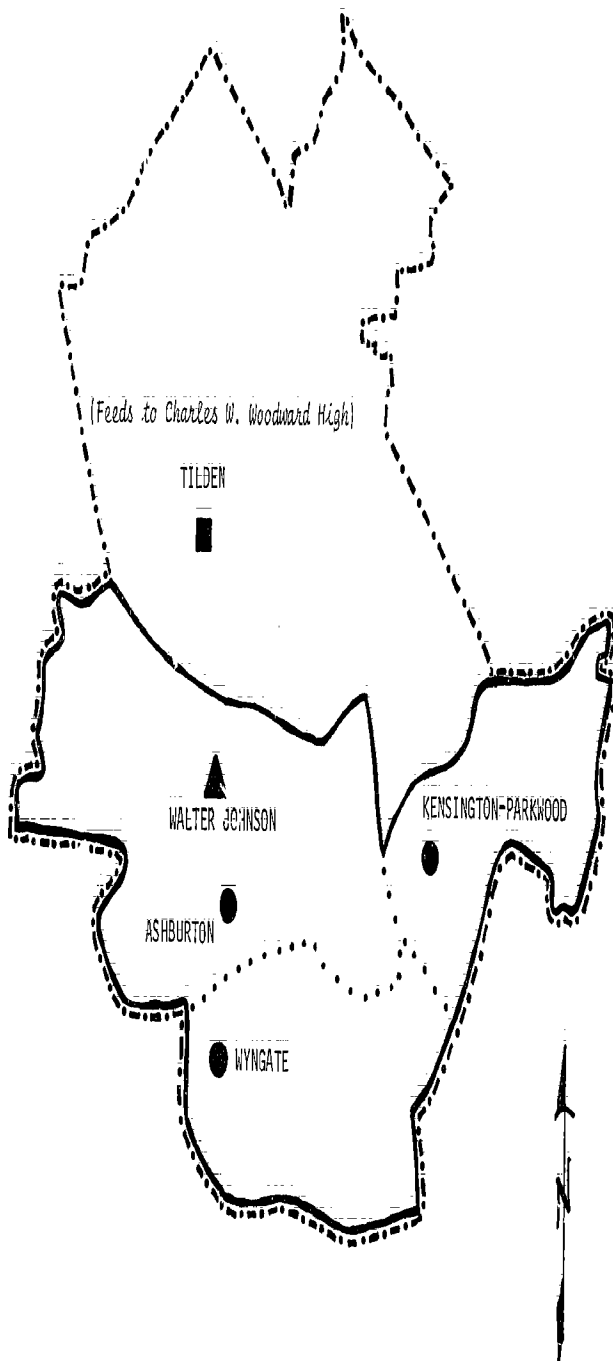 (Feeds to Charles W. Woodward High)
TILDEN
WALTER JOHNSON
KENSINGTON-PARKWOOD
ASHBURTON
WYNGATE
N